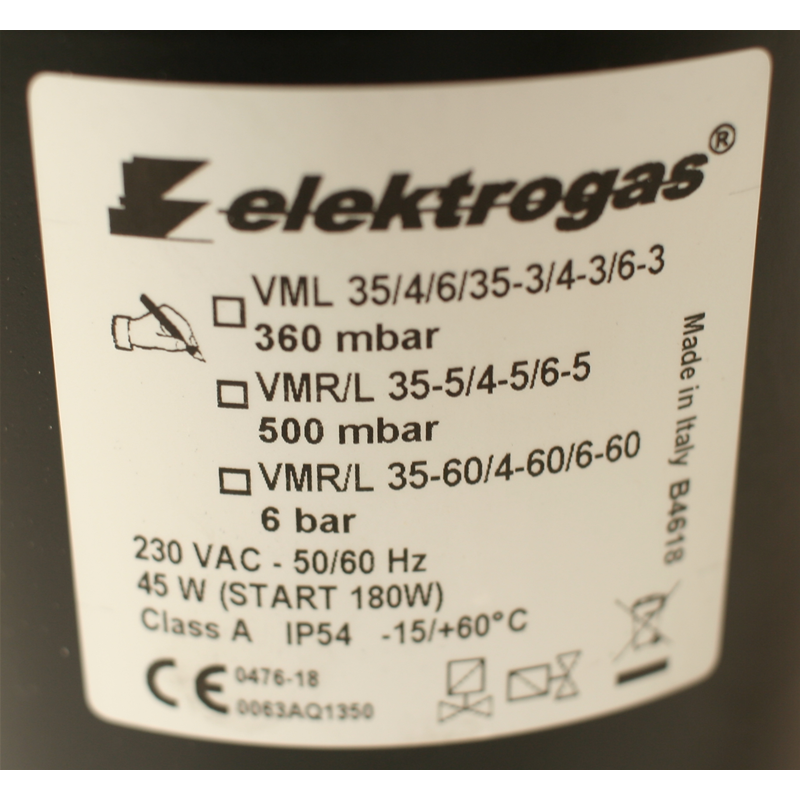 elektrogas®
VML 35/4/6/35-3/4-3/6-3
360 mbar
VMR/L 35-5/4-5/6-5
500 mbar
VMR/L 35-60/4-60/6-60
6 bar
230 VAC - 50/60 Hz
45 W (START 180W)
Class A IP54 -15/+60°C
CE 0476-18
0063AQ1350
Made in Italy B4618